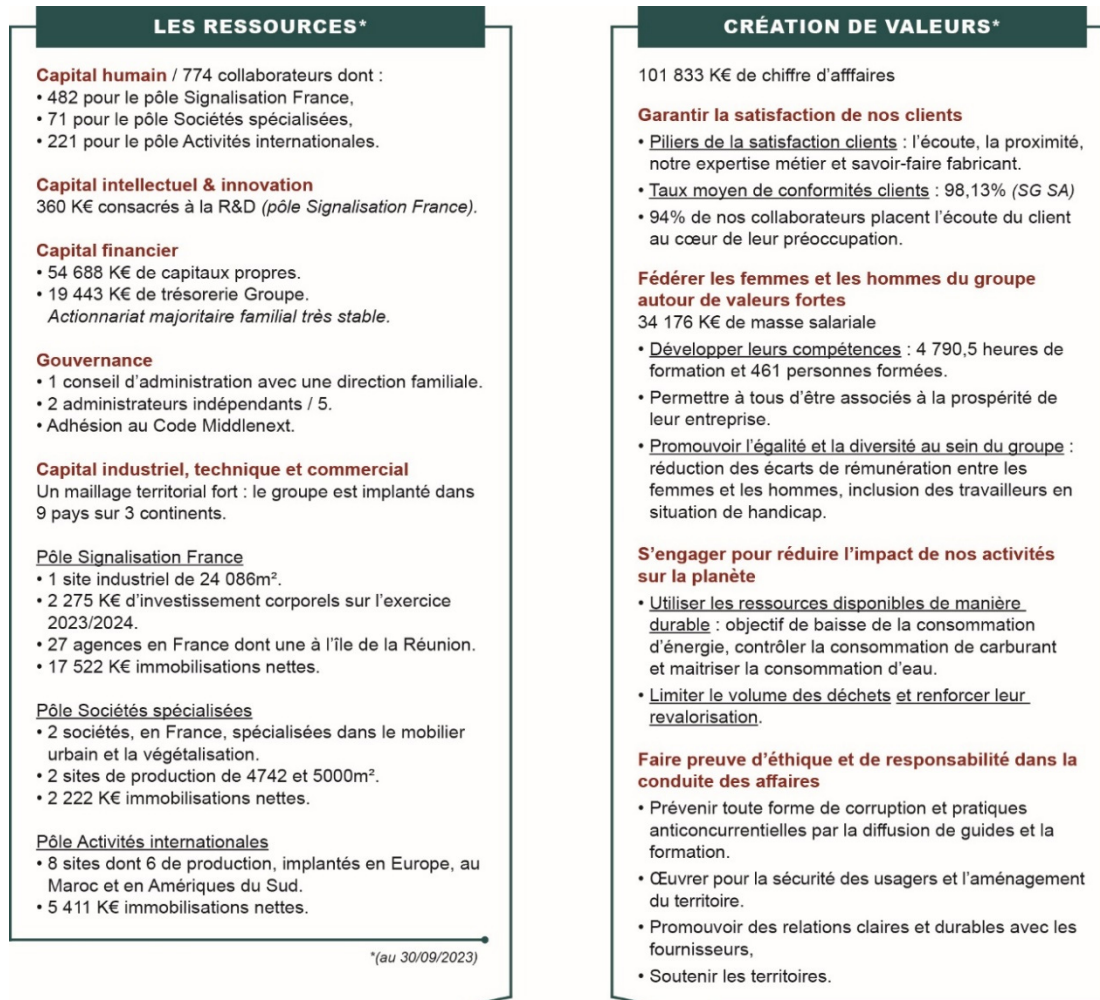 LES RESSOURCES*
Capital humain / 774 collaborateurs dont :
• 482 pour le pôle Signalisation France,
• 71 pour le pôle Sociétés spécialisées,
• 221 pour le pôle Activités internationales.
Capital intellectuel & innovation
360 K€ consacrés à la R&D (pôle Signalisation France).
Capital financier
• 54 688 K€ de capitaux propres.
• 19 443 K€ de trésorerie Groupe.
Actionnariat majoritaire familial très stable.
Gouvernance
• 1 conseil d'administration avec une direction familiale.
• 2 administrateurs indépendants / 5.
• Adhésion au Code Middlenext.
Capital industriel, technique et commercial
Un maillage territorial fort : le groupe est implanté dans
9 pays sur 3 continents.
Pôle Signalisation France
• 1 site industriel de 24 086m².
• 2 275 K€ d'investissement corporels sur l'exercice
2023/2024.
• 27 agences en France dont une à l'île de la Réunion.
• 17 522 K€ immobilisations nettes.
Pôle Sociétés spécialisées
• 2 sociétés, en France, spécialisées dans le mobilier
urbain et la végétalisation.
• 2 sites de production de 4742 et 5000m².
• 2 222 K€ immobilisations nettes.
Pôle Activités internationales
• 8 sites dont 6 de production, implantés en Europe, au
Maroc et en Amériques du Sud.
• 5 411 K€ immobilisations nettes.
*(au 30/09/2023)
CRÉATION DE VALEURS*
101 833 K€ de chiffre d'afffaires
Garantir la satisfaction de nos clients
• Piliers de la satisfaction clients : l'écoute, la proximité,
notre expertise métier et savoir-faire fabricant.
• Taux moyen de conformités clients : 98,13% (SG SA)
• 94% de nos collaborateurs placent l'écoute du client
au cœur de leur préoccupation.
Fédérer les femmes et les hommes du groupe
autour de valeurs fortes
34 176 K€ de masse salariale
• Développer leurs compétences : 4 790,5 heures de
formation et 461 personnes formées.
• Permettre à tous d'être associés à la prospérité de
leur entreprise.
• Promouvoir l'égalité et la diversité au sein du groupe :
réduction des écarts de rémunération entre les
femmes et les hommes, inclusion des travailleurs en
situation de handicap.
S'engager pour réduire l'impact de nos activités
sur la planète
• Utiliser les ressources disponibles de manière
durable : objectif de baisse de la consommation
d'énergie, contrôler la consommation de carburant
et maitriser la consommation d'eau.
• Limiter le volume des déchets et renforcer leur
revalorisation.
Faire preuve d'éthique et de responsabilité dans la
conduite des affaires
• Prévenir toute forme de corruption et pratiques
anticoncurrentielles par la diffusion de guides et la
formation.
• Œuvrer pour la sécurité des usagers et l'aménagement
du territoire.
• Promouvoir des relations claires et durables avec les
fournisseurs,
• Soutenir les territoires.